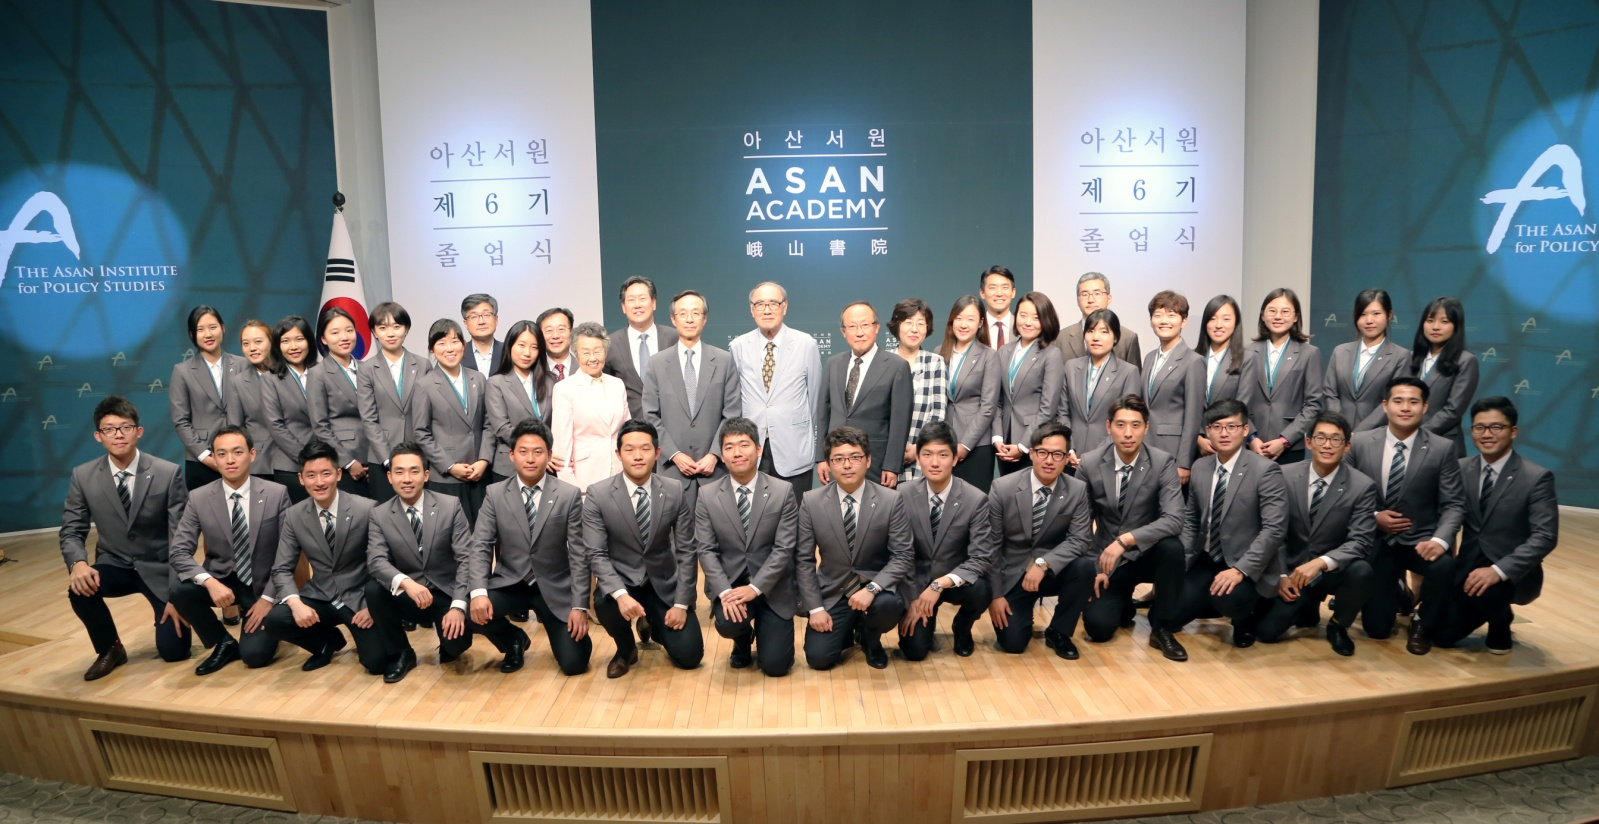 THE ASAN INSTITUTE
for POLICY STUDIES
아산서원
제 6 기
졸업식
아산서원
ASAN
ACADEMY
峨山書院
아산서원
제 6 기
졸업식
THE ASAN
for POLICY